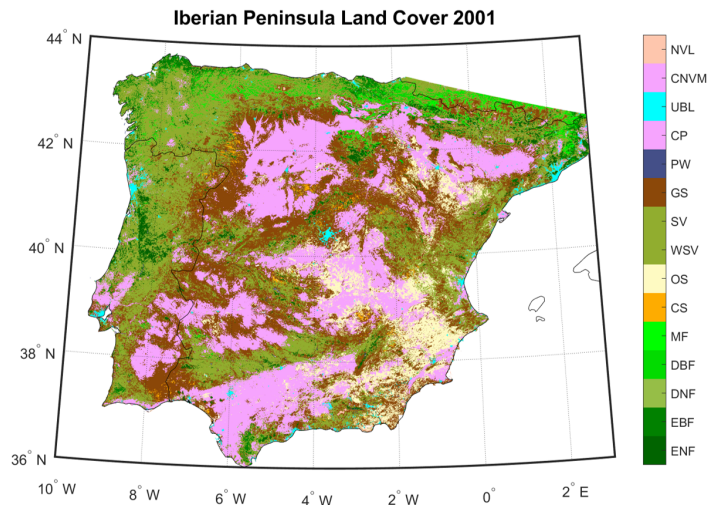 Iberian Peninsula Land Cover 2001
44° N
42° N
40° N
38° N
36° N
10° W
8° W
6° W
4° W
2° W
0°
2° E
NVL
CNVM
UBL
CP
PW
GS
SV
WSV
OS
CS
MF
DBF
DNF
EBF
ENF